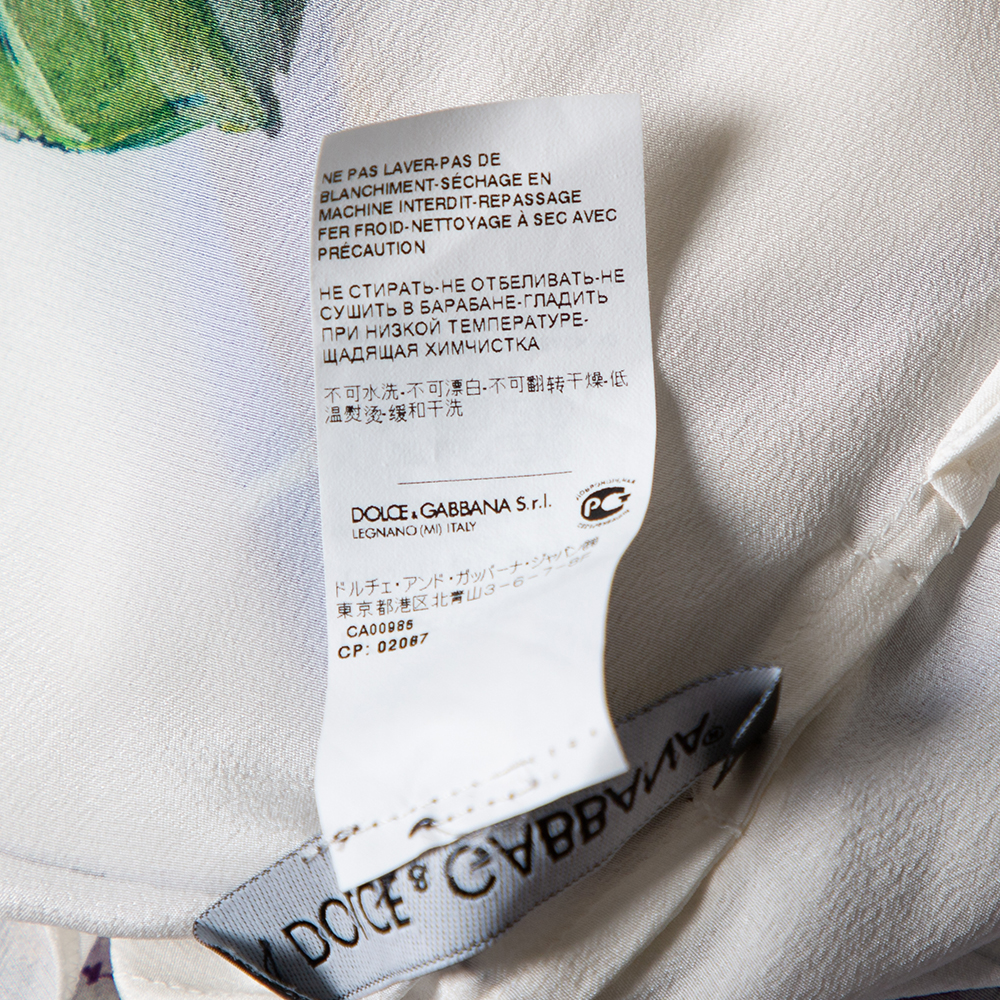 NE PAS LAVER-PAS DE
BLANCHIMENT-SÉCHAGE EN
MACHINE INTERDIT-REPASSAGE
FER FROID-NETTOYAGE À SEC AVEC
PRÉCAUTION
НЕ СТИРАТЬ-НЕ ОТБЕЛИВАТЬ-НЕ
СУШИТЬ В БАРАБАНЕ-ГЛАДИТЬ
ПРИ НИЗКОЙ ТЕМПЕРАТУРЕ-
ЩАДЯЩАЯ ХИМЧИСТКА
不可水洗-不可漂白-不可翻转干燥-低
温熨烫-缓和干洗
DOLCE & GABBANA S.r.l.
LEGNANO (MI) ITALY
РСТ
ドルチェ・アンド・ガッバーナ・ジャパン㈱
東京都港区北青山3-6-7-8F
CA00985
CP: 02087
DOLCE & GABBANA®